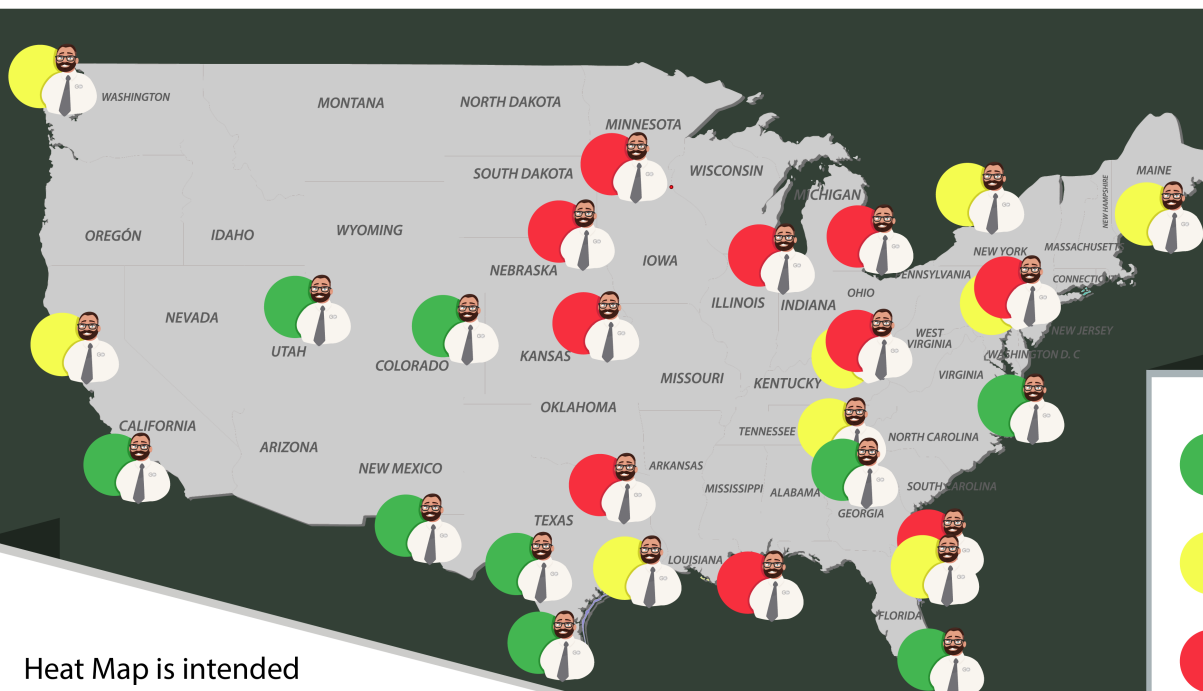 WASHINGTON
MONTANA
NORTH DAKOTA
MINNESOTA
SOUTH DAKOTA
WISCONSIN
MICHIGAN
MAINE
NEW HAMPSHIRE
OREGÓN
IDAHO
WYOMING
NEBRASKA
IOWA
NEW YORK
MASSACHUSETT
ENNSYLVANIA
CONNECTIC
ILLINOIS
INDIANA
OHIO
NEVADA
UTAH
COLORADO
KANSAS
WEST
VIRGINIA
NEW JERSEY
WASHINGTON D. C
MISSOURI
KENTUCKY
VIRGINIA
CALIFORNIA
ARIZONA
OKLAHOMA
TENNESSEE
NORTH CAROLINA
NEW MEXICO
ARKANSAS
MISSISSIPPI
ALABAMA
SOUTH CAROLINA
GEORGIA
TEXAS
LOUISIANA
FLORIDA
Heat Map is intended